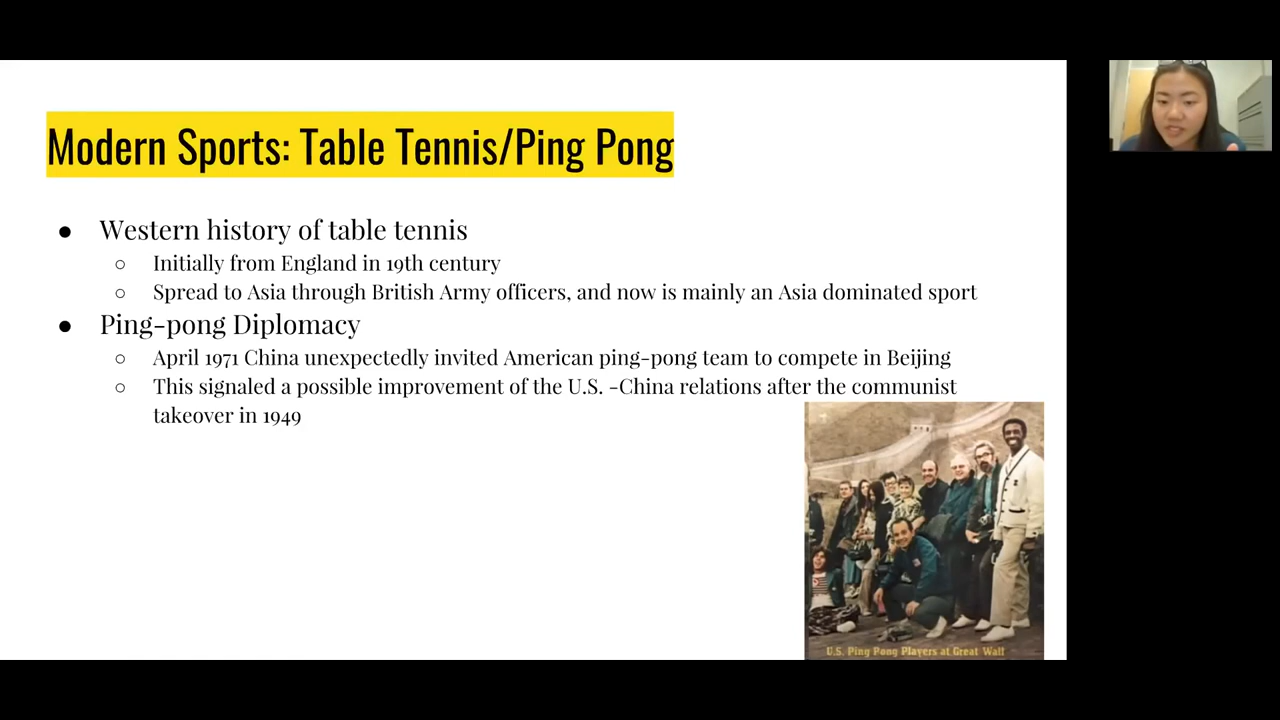 Modern Sports: Table Tennis/Ping Pong
● Western history of table tennis
○ Initially from England in 19th century
○ Spread to Asia through British Army officers, and now is mainly an Asia dominated sport
● Ping-pong Diplomacy
○ April 1971 China unexpectedly invited American ping-pong team to compete in Beijing
○ This signaled a possible improvement of the U.S. -China relations after the communist
takeover in 1949
U.S. Ping Pong Players at Great Wall